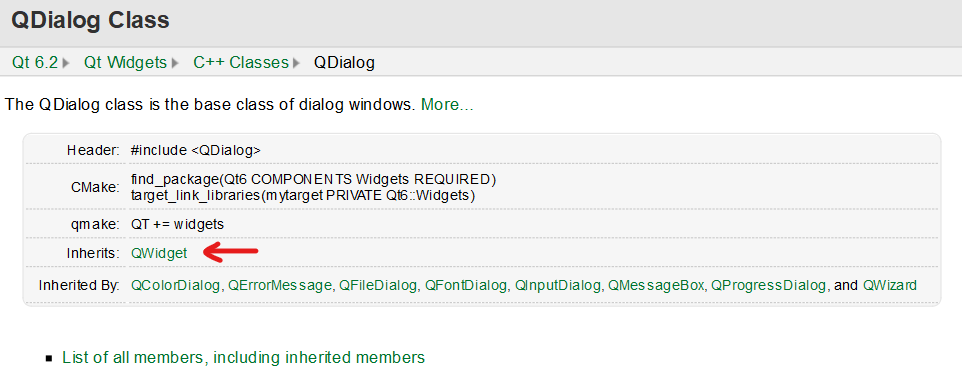 QDialog Class
Qt 6.2 Qt Widgets C++ Classes QDialog
The QDialog class is the base class of dialog windows. More...
Header: #include <QDialog>
CMake: find_package(Qt6 COMPONENTS Widgets REQUIRED)
target_link_libraries(mytarget PRIVATE Qt6::Widgets)
qmake: QT += widgets
Inherits: QWidget
Inherited By: QColorDialog, QErrorMessage, QFileDialog, QFontDialog, QInputDialog, QMessageBox, QProgressDialog, and QWizard
List of all members, including inherited members